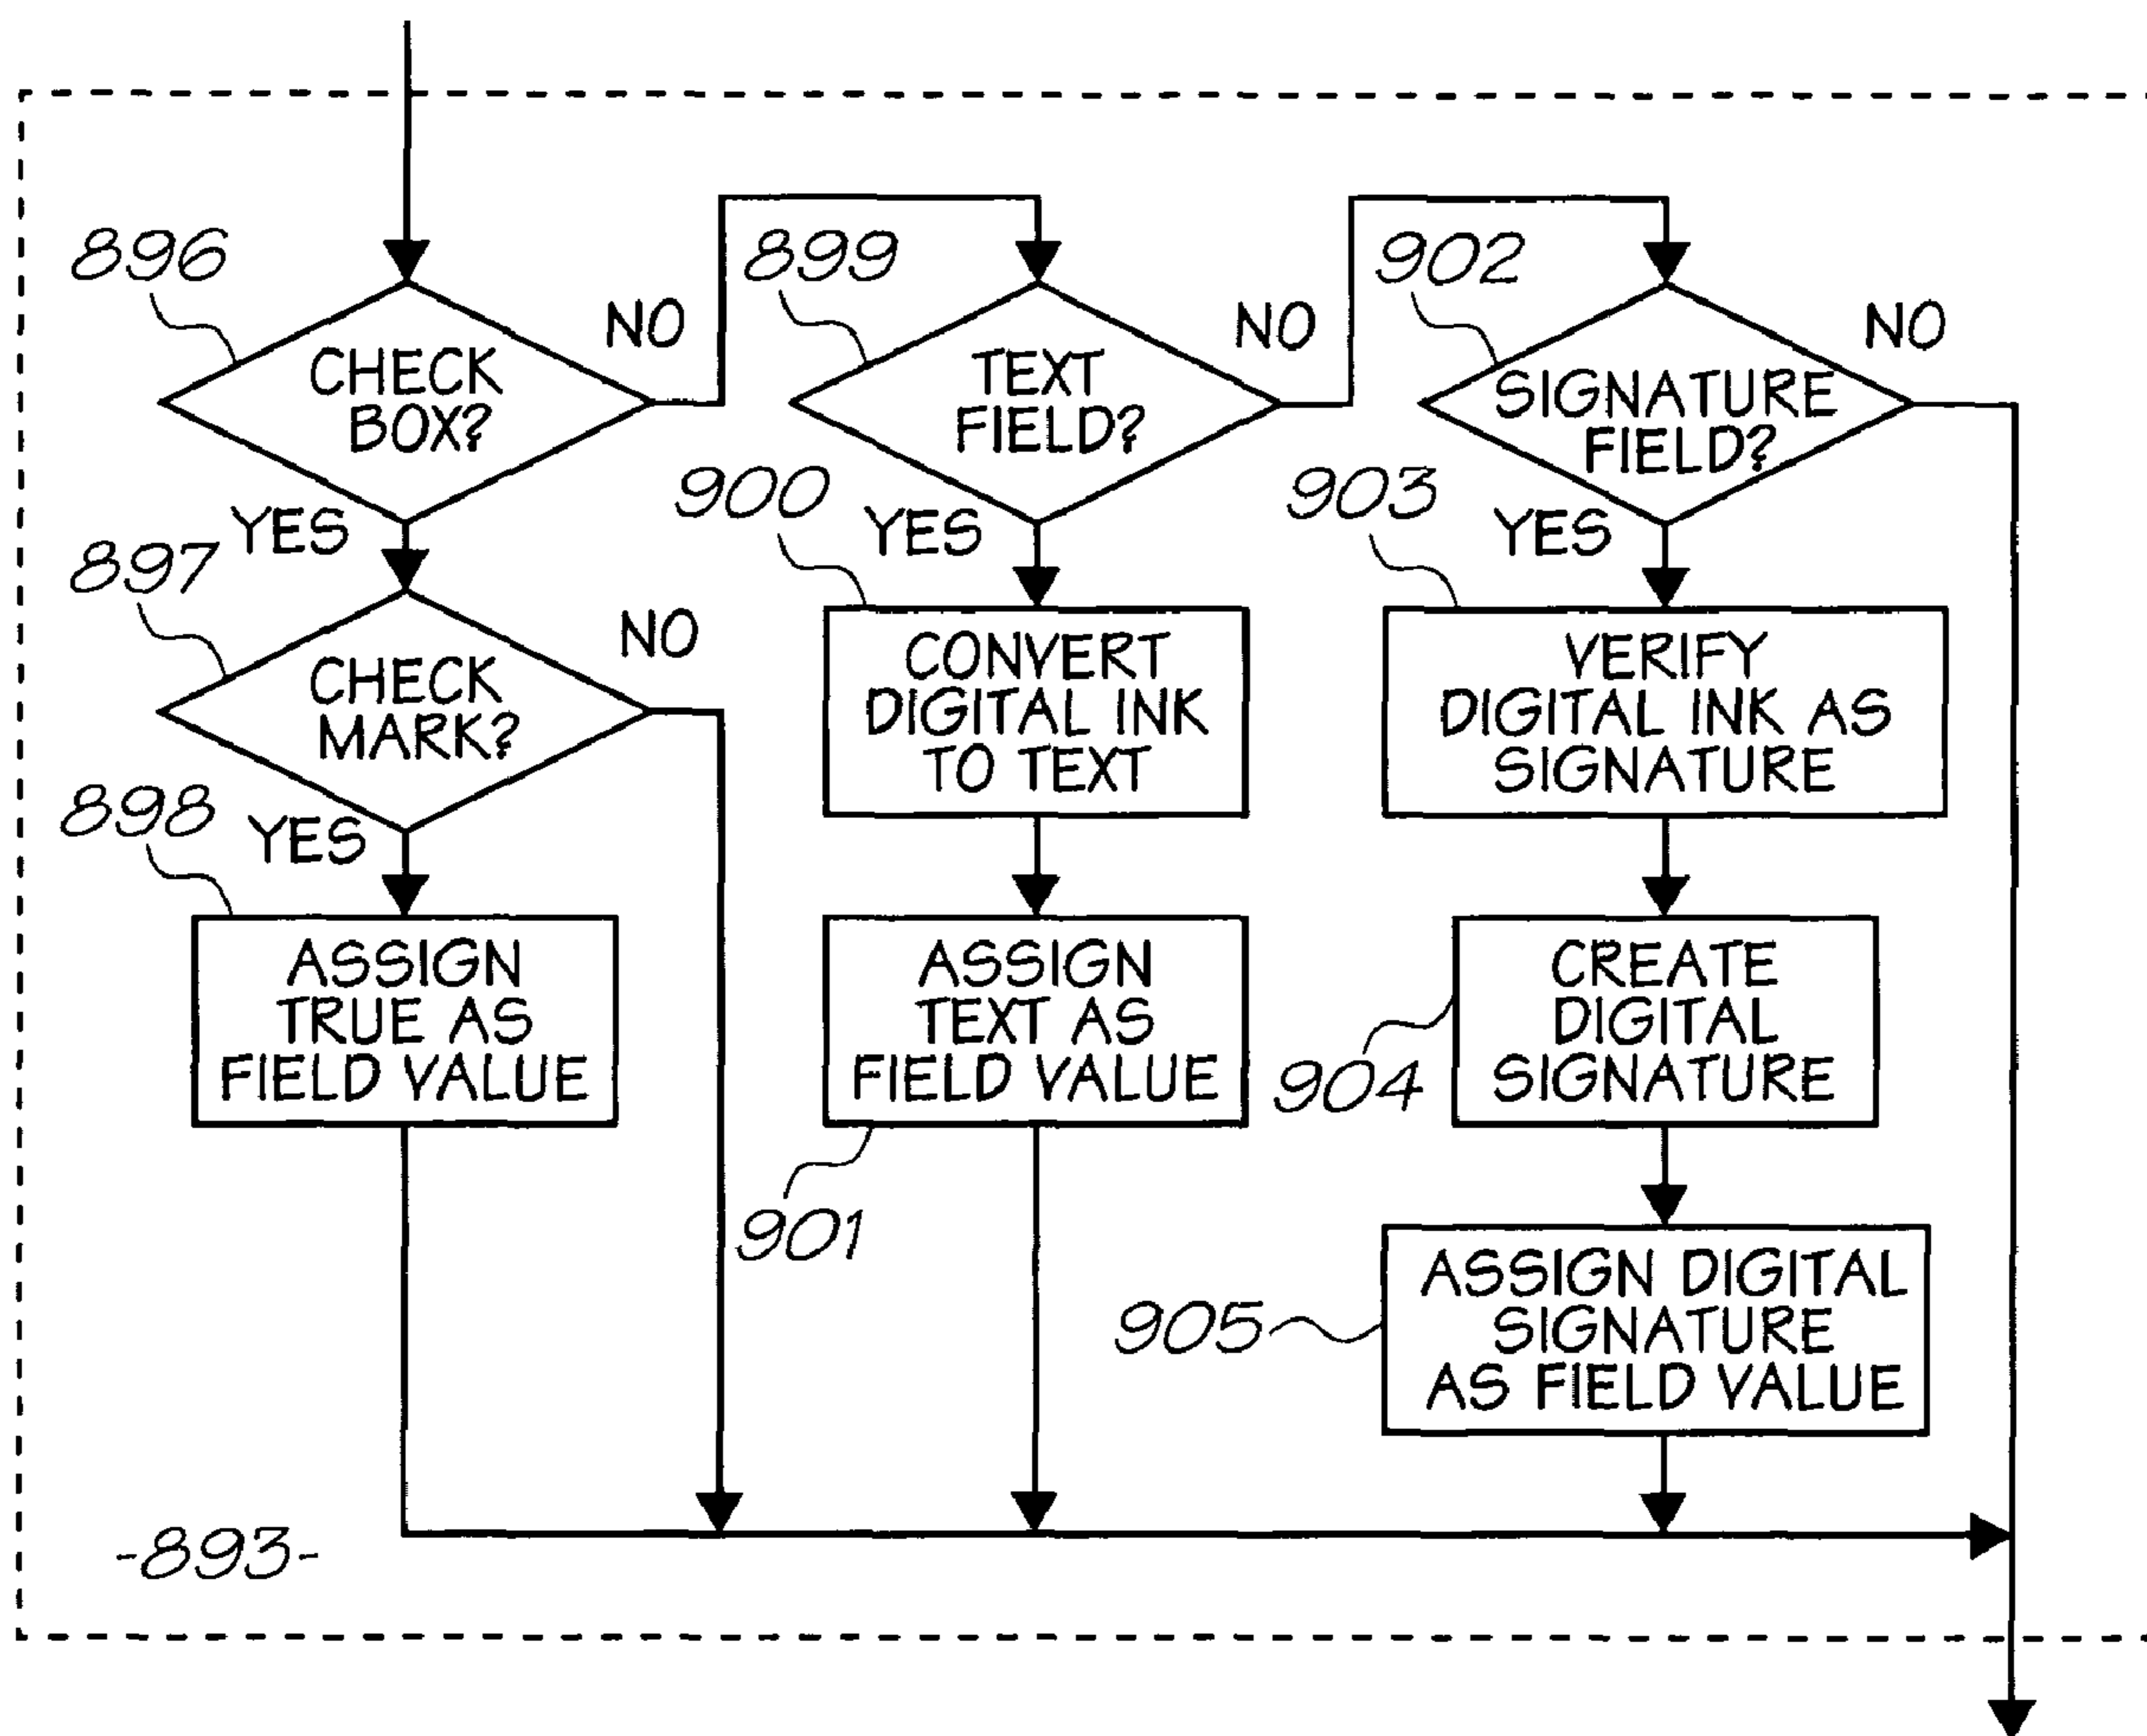 896
CHECK
BOX?
NO
YES
897
CHECK
MARK?
NO
YES
898
ASSIGN
TRUE AS
FIELD VALUE
899
TEXT
FIELD?
NO
YES
900
CONVERT
DIGITAL INK
TO TEXT
ASSIGN
TEXT AS
FIELD VALUE
901
902
SIGNATURE
FIELD?
NO
YES
903
VERIFY
DIGITAL INK AS
SIGNATURE
CREATE
DIGITAL
SIGNATURE
904
ASSIGN DIGITAL
SIGNATURE
AS FIELD VALUE
905
-893-